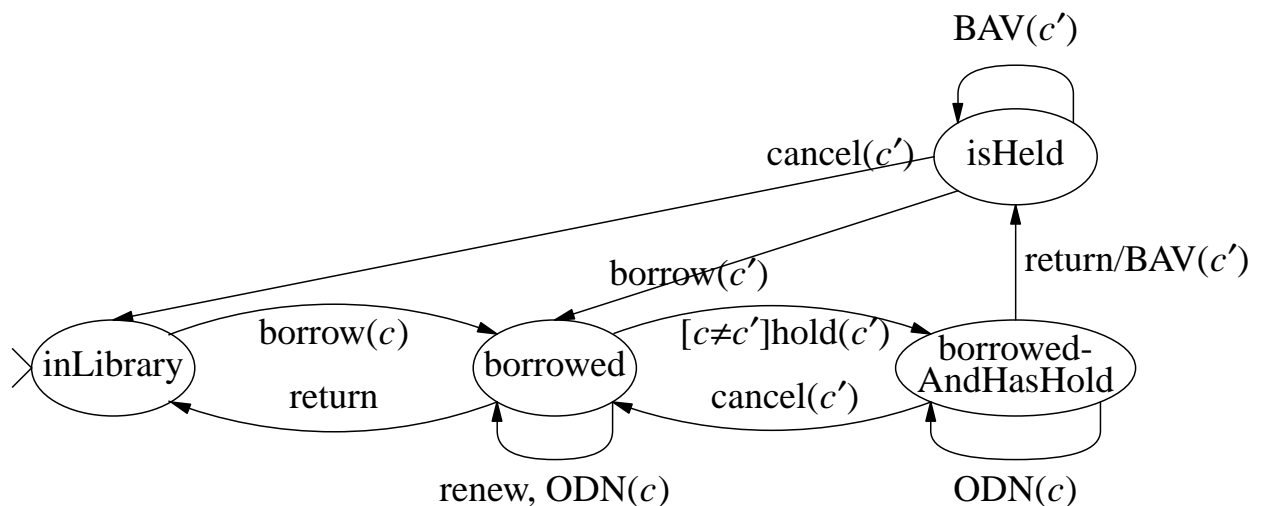 BAV(c′)
cancel(c′)
isHeld
borrow(c′)
return/BAV(c′)
inLibrary
borrow(c)
borrowed
[c≠c′]hold(c′)
borrowed-
AndHasHold
return
cancel(c′)
renew, ODN(c)
ODN(c)